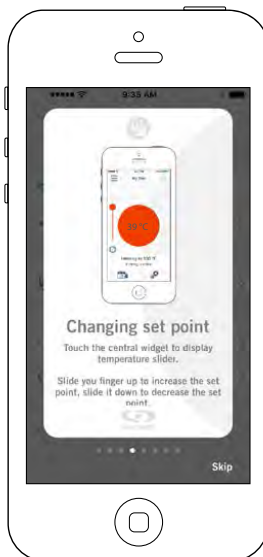 9:35 AM
Changing set point
Touch the central widget to display
temperature slider.
Slide you finger up to increase the set
point, slide it down to decrease the set
point.
Skip